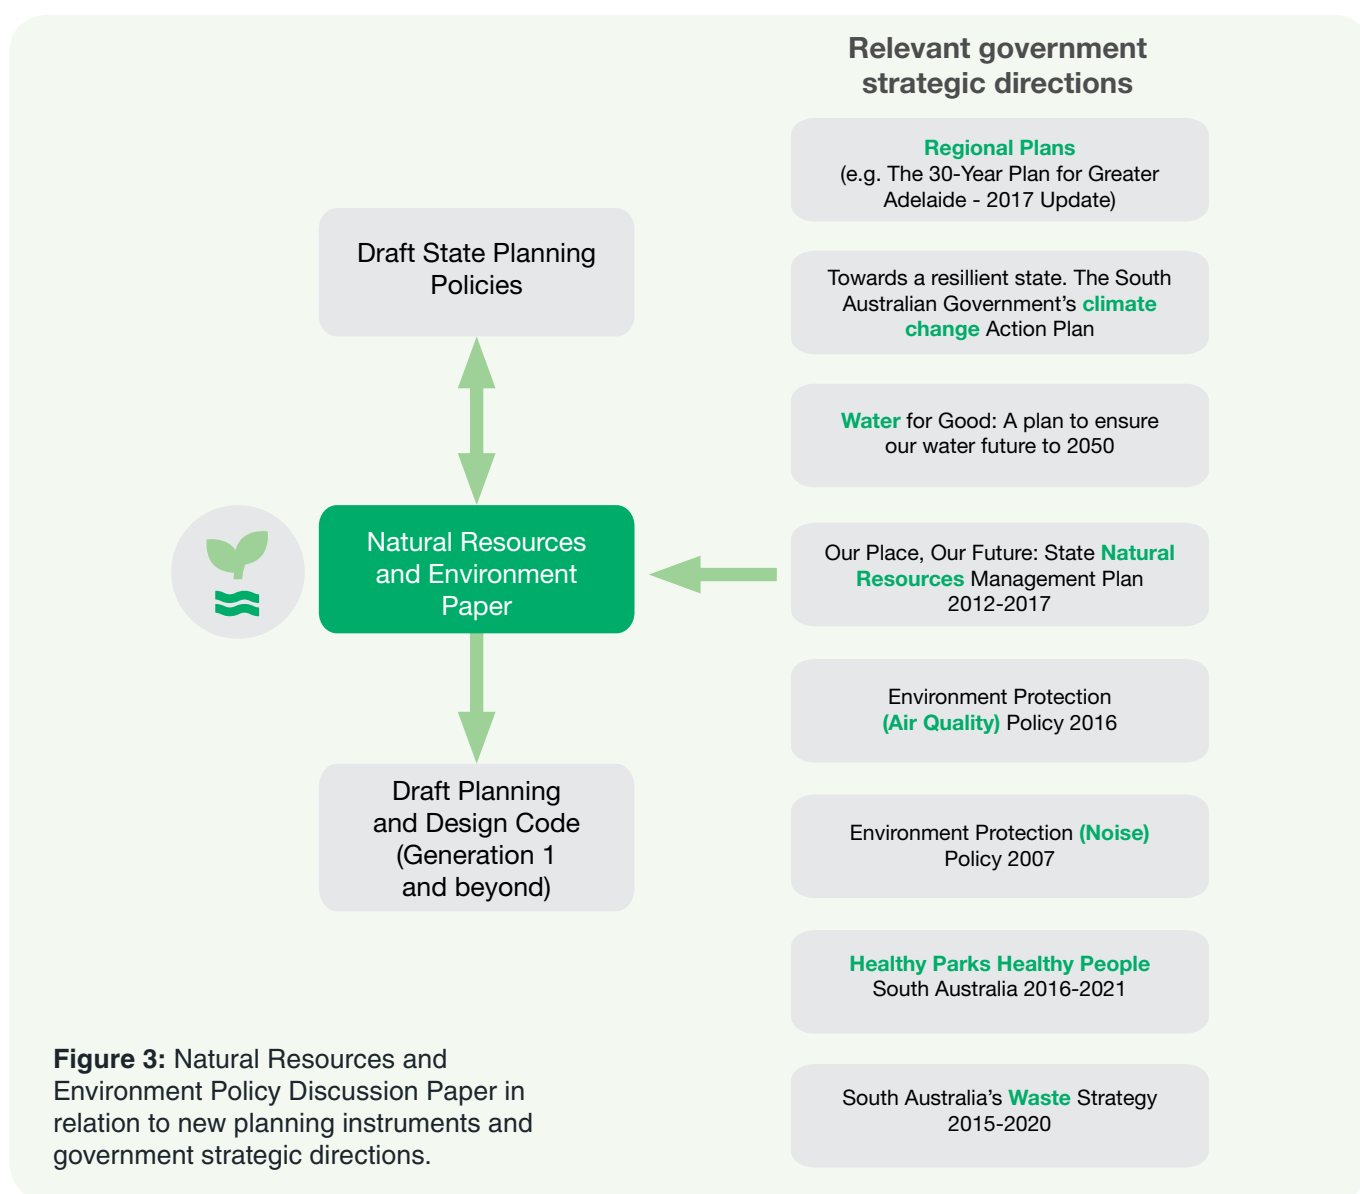 Relevant government
strategic directions
Regional Plans
(e.g. The 30-Year Plan for Greater
Adelaide - 2017 Update)
Towards a resillient state. The South
Australian Government’s climate
change Action Plan
Water for Good: A plan to ensure
our water future to 2050
Our Place, Our Future: State Natural
Resources Management Plan
2012-2017
Environment Protection
(Air Quality) Policy 2016
Environment Protection (Noise)
Policy 2007
Healthy Parks Healthy People
South Australia 2016-2021
South Australia’s Waste Strategy
2015-2020
Draft State Planning
Policies
Natural Resources
and Environment
Paper
Draft Planning
and Design Code
(Generation 1
and beyond)
Figure 3: Natural Resources and
Environment Policy Discussion Paper in
relation to new planning instruments and
government strategic directions.